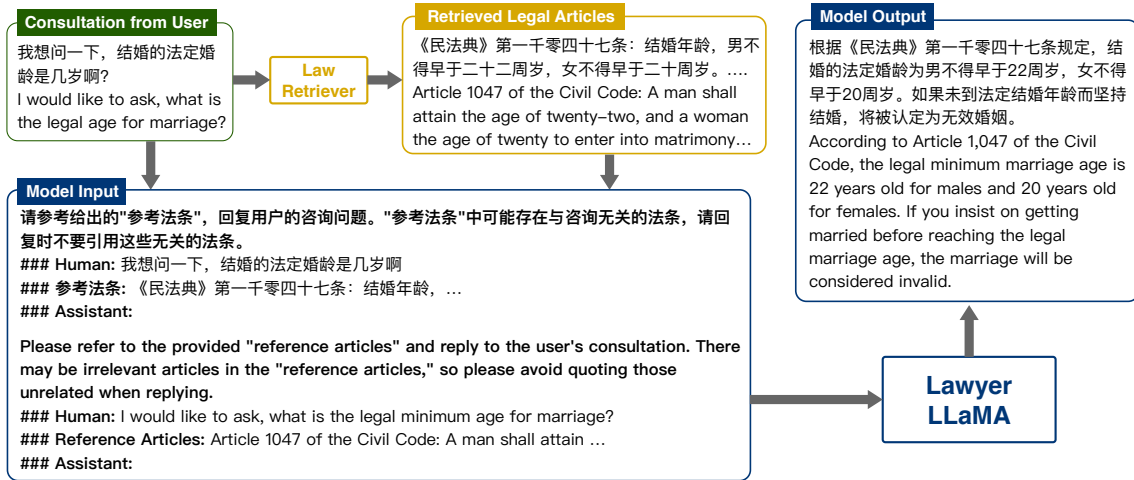 Consultation from User
我想问一下，结婚的法定婚
龄是几岁啊?
I would like to ask, what is
the legal age for marriage?
Law
Retriever
Retrieved Legal Articles
《民法典》第一千零四十七条：结婚年龄，男不
得早于二十二周岁，女不得早于二十周岁。....
Article 1047 of the Civil Code: A man shall
attain the age of twenty-two, and a woman
the age of twenty to enter into matrimony…
Model Input
请参考给出的"参考法条"，回复用户的咨询问题。"参考法条"中可能存在与咨询无关的法条，请回
复时不要引用这些无关的法条。
### Human: 我想问一下，结婚的法定婚龄是几岁啊
### 参考法条: 《民法典》第一千零四十七条：结婚年龄，…
### Assistant:
Please refer to the provided "reference articles" and reply to the user's consultation. There
may be irrelevant articles in the "reference articles," so please avoid quoting those
unrelated when replying.
### Human: I would like to ask, what is the legal minimum age for marriage?
### Reference Articles: Article 1047 of the Civil Code: A man shall attain …
### Assistant:
Lawyer
LLaMA
Model Output
根据《民法典》第一千零四十七条规定，结
婚的法定婚龄为男不得早于22周岁，女不得
早于20周岁。如果未到法定结婚年龄而坚持
结婚，将被认定为无效婚姻。
According to Article 1,047 of the Civil
Code, the legal minimum marriage age is
22 years old for males and 20 years old
for females. If you insist on getting
married before reaching the legal
marriage age, the marriage will be
considered invalid.